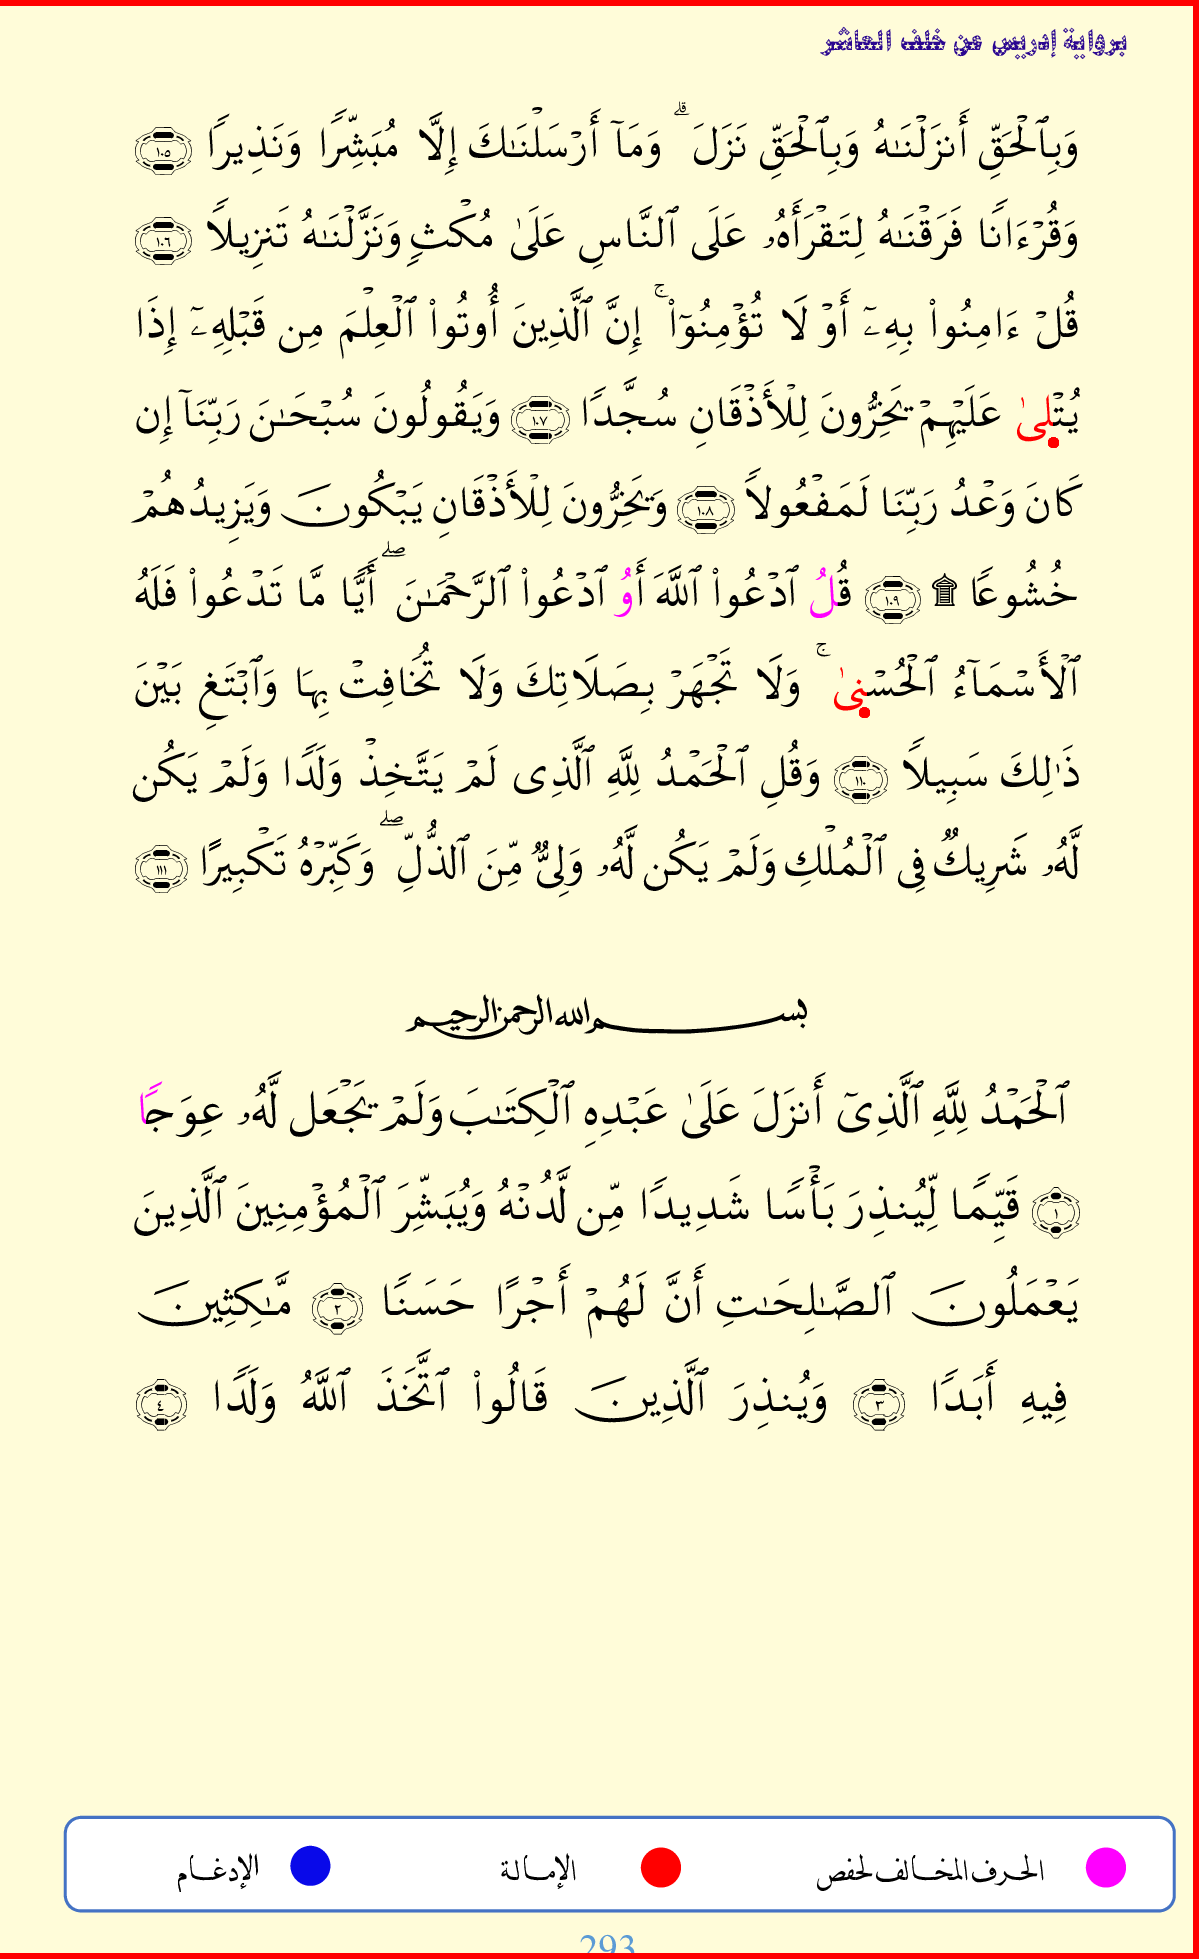 برواية إدريس عن خلف العاشر
وَبِٱلْحَقِّ أَنزَلْنَـٰهُ وَبِٱلْحَقِّ نَزَلَ ۗ وَمَآ أَرْسَلْنَـٰكَ إِلَّا مُبَشِّرًا وَنَذِيرًا ١٠٥
وَقُرْءَانًا فَرَقْنَـٰهُ لِتَقْرَأَهُۥ عَلَى ٱلنَّاسِ عَلَىٰ مُكْثٍ وَنَزَّلْنَـٰهُ تَنزِيلًا ١٠٦
قُلْ ءَامِنُوا۟ بِهِۦٓ أَوْ لَا تُؤْمِنُوٓا۟ ۚ إِنَّ ٱلَّذِينَ أُوتُوا۟ ٱلْعِلْمَ مِن قَبْلِهِۦٓ إِذَا
يُتْلِىٰ عَلَيْهِمْ يَخِرُّونَ لِلْأَذْقَانِ سُجَّدًا ١٠٧ وَيَقُولُونَ سُبْحَـٰنَ رَبِّنَآ إِن
كَانَ وَعْدُ رَبِّنَا لَمَفْعُولًا ١٠٨ وَيَخِرُّونَ لِلْأَذْقَانِ يَبْكُونَ وَيَزِيدُهُمْ
خُشُوعًا ۩ ١٠٩ قُلُ ٱدْعُوا۟ ٱللَّهَ أَوُ ٱدْعُوا۟ ٱلرَّحْمَـٰنَ ۖ أَيًّا مَّا تَدْعُوا۟ فَلَهُ
ٱلْأَسْمَآءُ ٱلْحُسْنِىٰ ۚ وَلَا تَجْهَرْ بِصَلَاتِكَ وَلَا تُخَافِتْ بِهَا وَٱبْتَغِ بَيْنَ
ذَٰلِكَ سَبِيلًا ١١٠ وَقُلِ ٱلْحَمْدُ لِلَّهِ ٱلَّذِى لَمْ يَتَّخِذْ وَلَدًا وَلَمْ يَكُن
لَّهُۥ شَرِيكٌ فِى ٱلْمُلْكِ وَلَمْ يَكُن لَّهُۥ وَلِىٌّ مِّنَ ٱلذُّلِّ ۖ وَكَبِّرْهُ تَكْبِيرًا ١١١
بسم الله الرحمن الرحيم
ٱلْحَمْدُ لِلَّهِ ٱلَّذِىٓ أَنزَلَ عَلَىٰ عَبْدِهِ ٱلْكِتَـٰبَ وَلَمْ يَجْعَل لَّهُۥ عِوَجًا
١ قَيِّمًا لِّيُنذِرَ بَأْسًا شَدِيدًا مِّن لَّدُنْهُ وَيُبَشِّرَ ٱلْمُؤْمِنِينَ ٱلَّذِينَ
يَعْمَلُونَ ٱلصَّـٰلِحَـٰتِ أَنَّ لَهُمْ أَجْرًا حَسَنًا ٢ مَّـٰكِثِينَ
فِيهِ أَبَدًا ٣ وَيُنذِرَ ٱلَّذِينَ قَالُوا۟ ٱتَّخَذَ ٱللَّهُ وَلَدًا ٤
الحرف المخالف لحفص الإمالة الإدغام
293